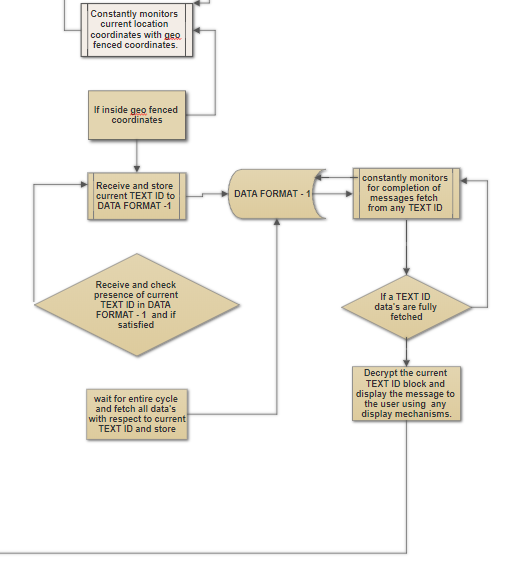 Constantly monitors
current location
coordinates with geo
fenced coordinates.
If inside geo fenced
coordinates
Receive and store
current TEXT ID to
DATA FORMAT -1
DATA FORMAT - 1
constantly monitors
for completion of
messages fetch
from any TEXT ID
Receive and check
presence of current
TEXT ID in DATA
FORMAT - 1 and if
satisfied
If a TEXT ID
data's are fully
fetched
wait for entire cycle
and fetch all data's
with respect to current
TEXT ID and store
Decrypt the current
TEXT ID block and
display the message to
the user using any
display mechanisms.